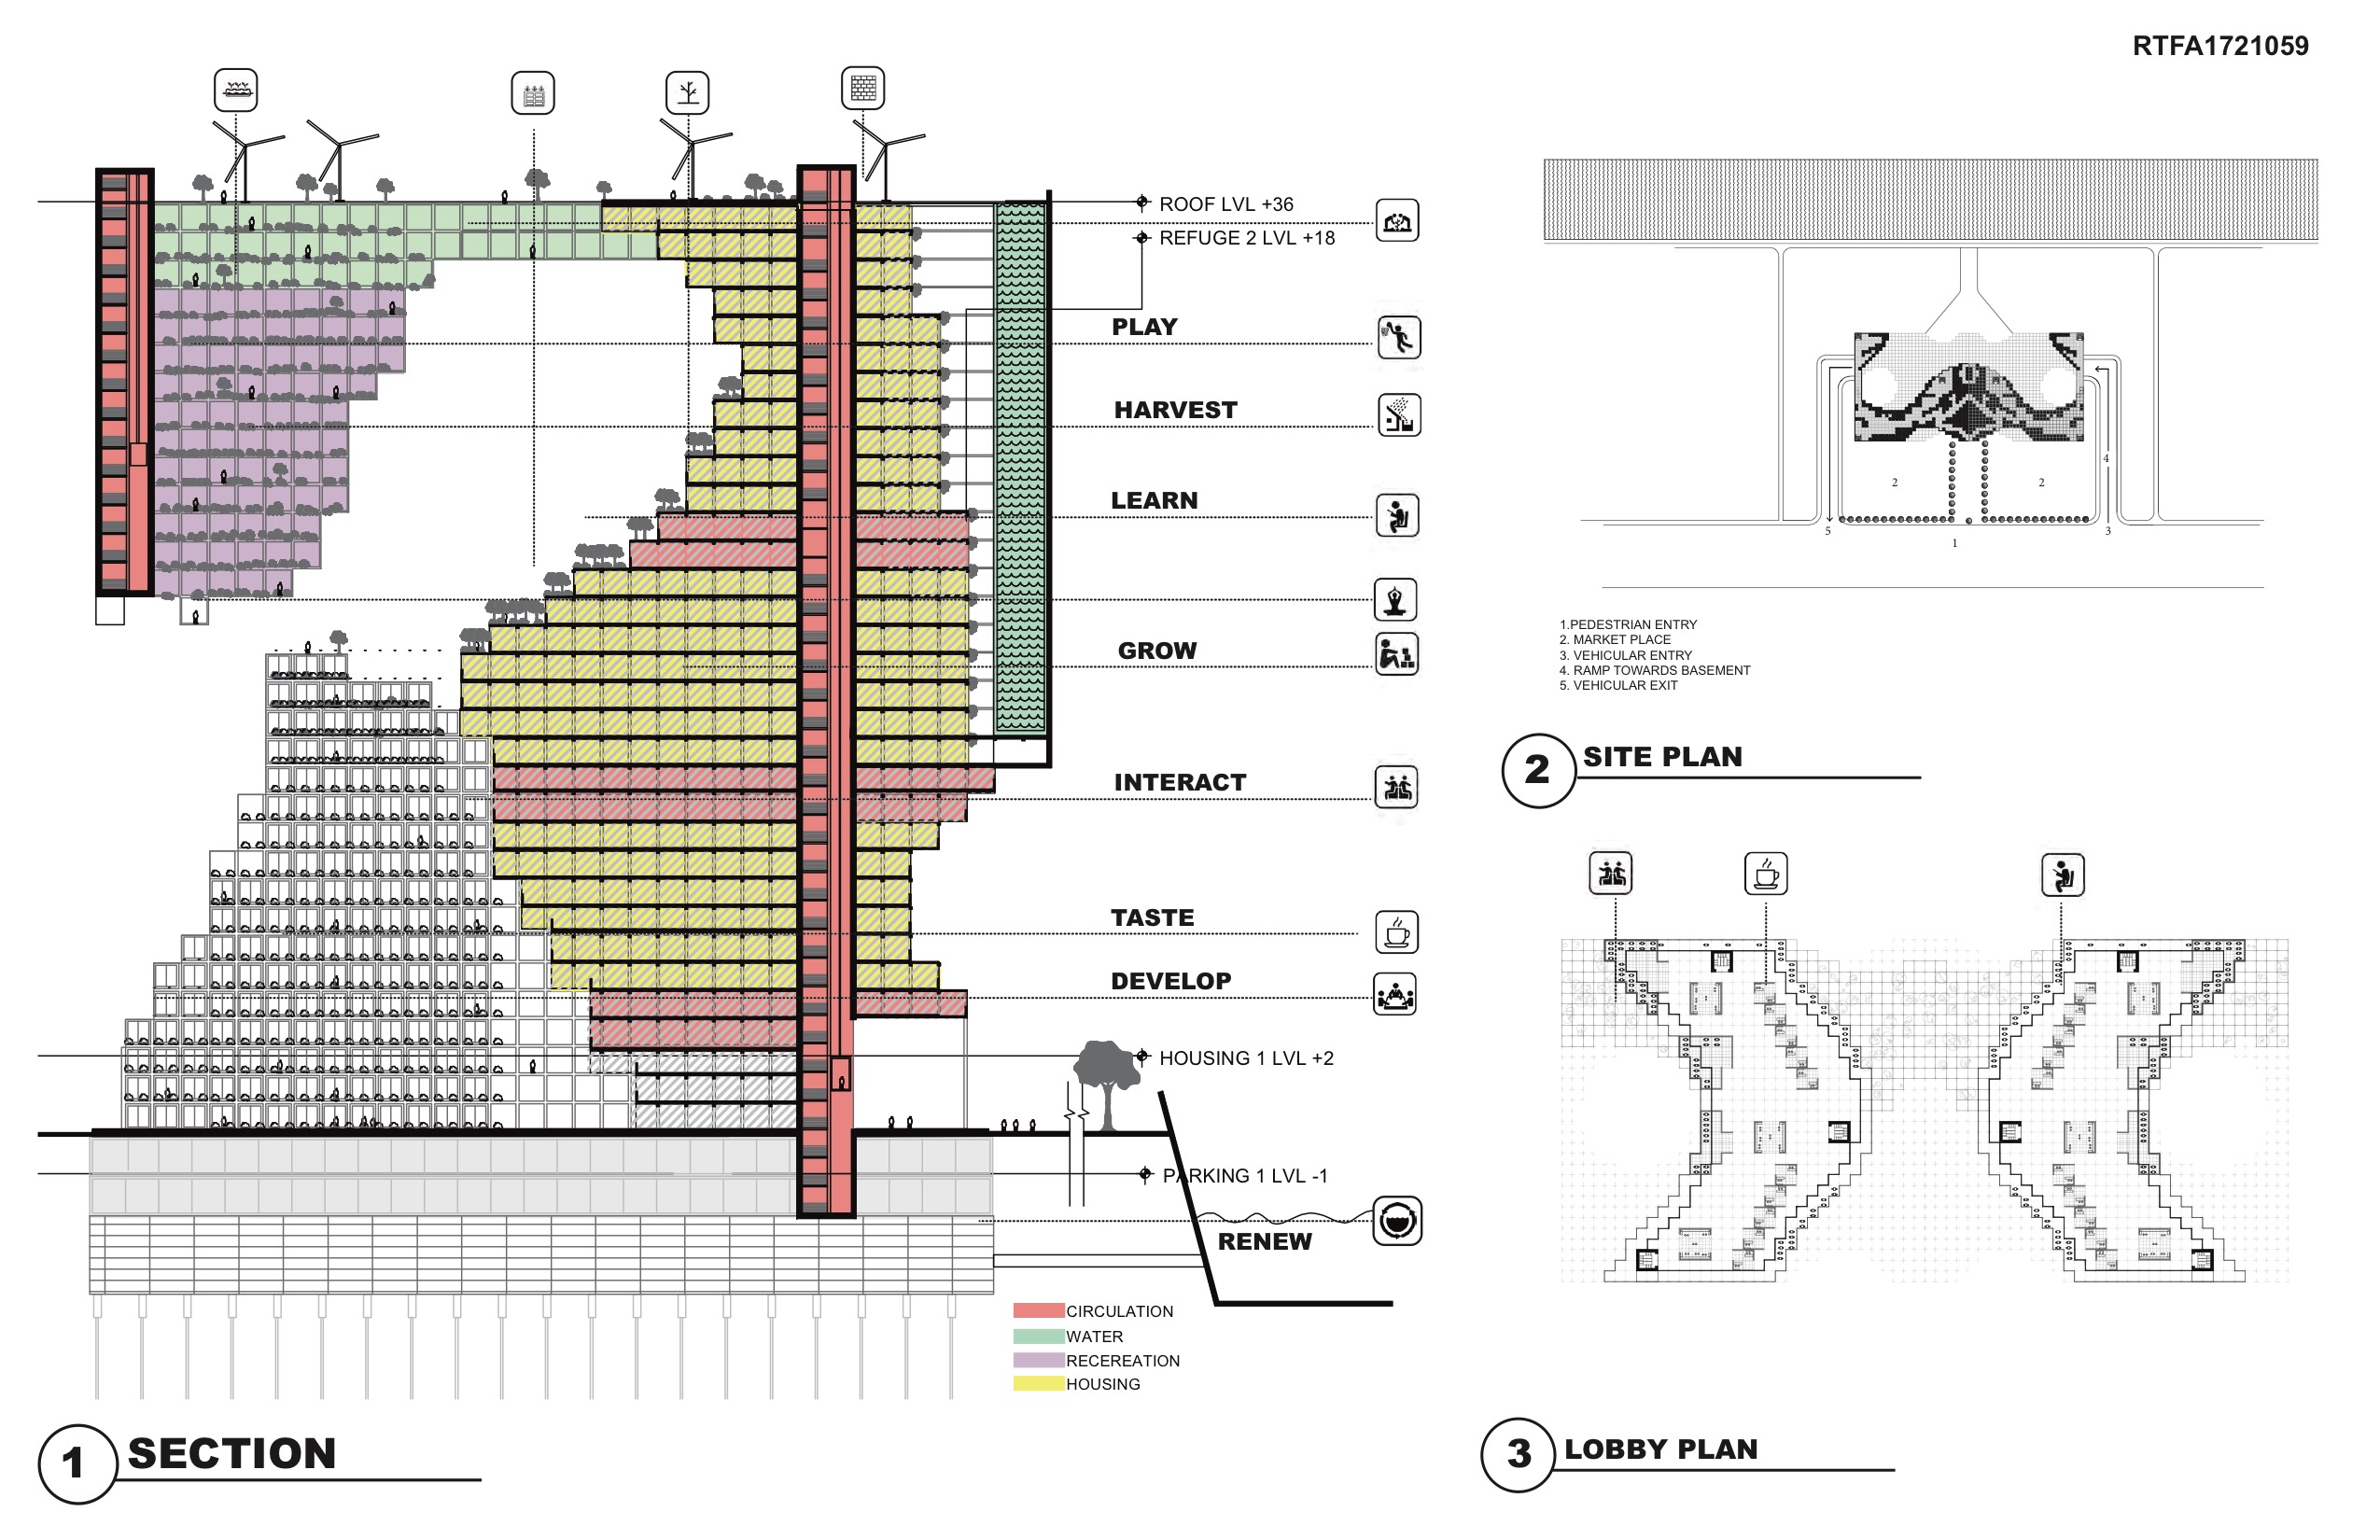 RTFA1721059
ROOF LVL +36
REFUGE 2 LVL +18
PLAY
HARVEST
LEARN
GROW
INTERACT
TASTE
DEVELOP
HOUSING 1 LVL +2
PARKING 1 LVL -1
RENEW
CIRCULATION
WATER
RECEREATION
HOUSING
1 SECTION
2
2
4
5
3
1
1.PEDESTRIAN ENTRY
2. MARKET PLACE
3. VEHICULAR ENTRY
4. RAMP TOWARDS BASEMENT
5. VEHICULAR EXIT
2 SITE PLAN
3 LOBBY PLAN